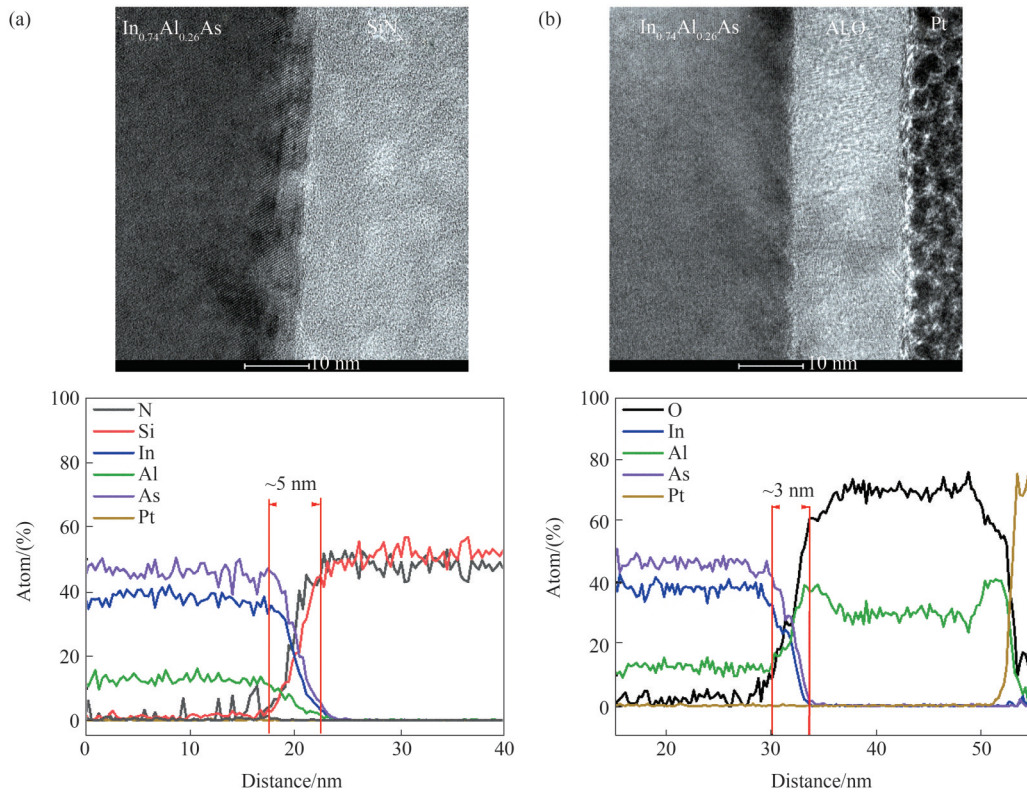 (a)
In0.74Al0.26As SiNx
10 nm
100
80
60
40
20
0
Atom/(%)
N
Si
In
Al
As
Pt
~5 nm
0 10 20 30 40
Distance/nm
(b)
In0.74Al0.26As Pt
10 nm
100
80
60
40
20
0
Atom/(%)
O
In
Al
As
Pt
~3 nm
20 30 40 50
Distance/nm